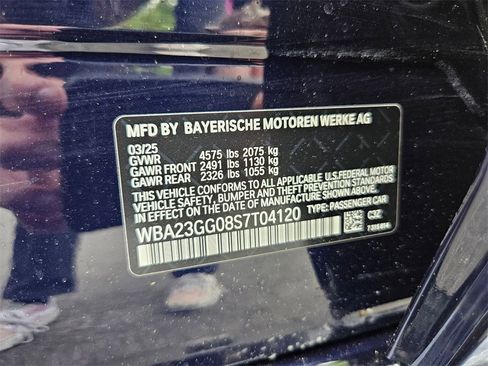 MFD BY BAYERISCHE MOTOREN WERKE AG
03/25
GVWR 4575 lbs 2075 kg
GAWR FRONT 2491 lbs 1130 kg
GAWR REAR 2326 lbs 1055 kg
THIS VEHICLE CONFORMS TO ALL APPLICABLE U.S.FEDERAL MOTOR
VEHICLE SAFETY, BUMPER, AND THEFT PREVENTION STANDARDS IN
EFFECT ON THE DATE OF MANUFACTURE SHOWN ABOVE.
WBA23GG08S7T04120 TYPE: PASSENGER CAR
C3Z